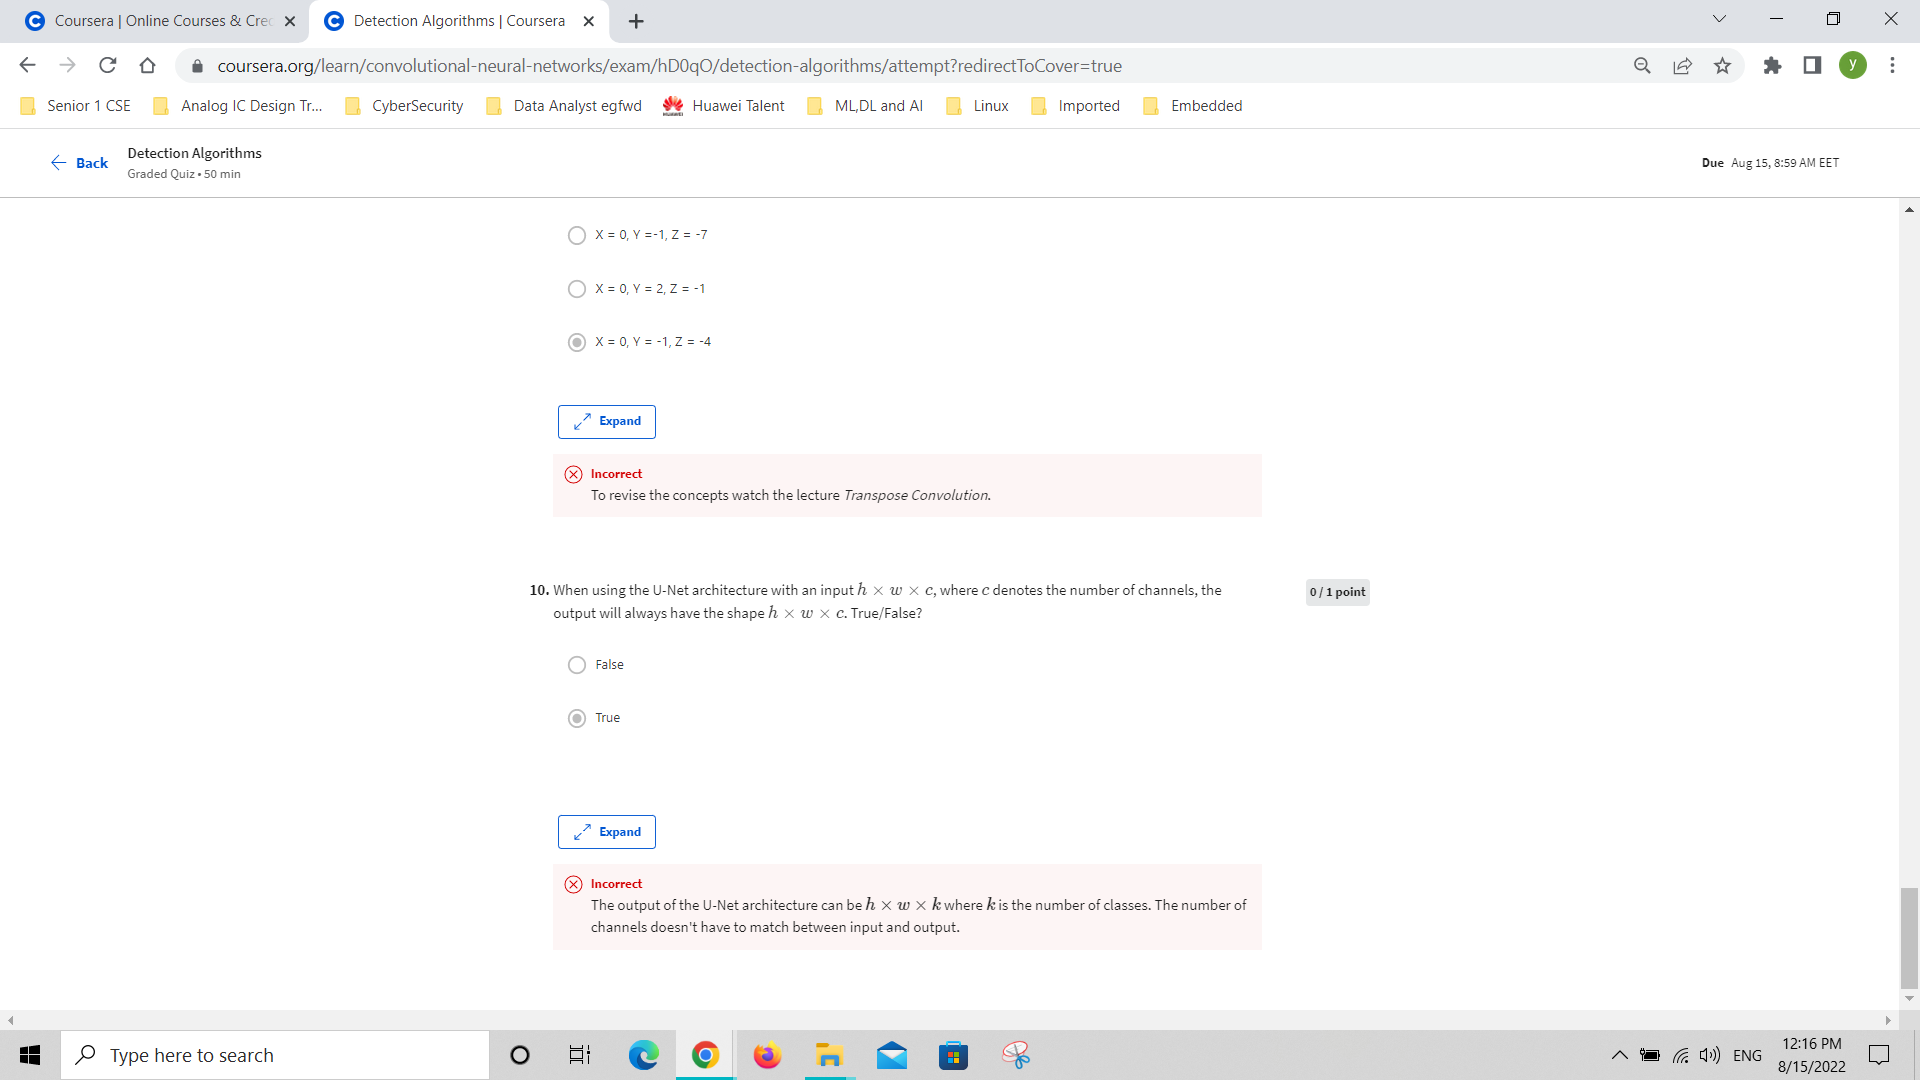 Coursera | Online Courses & Cre
Detection Algorithms | Coursera
coursera.org/learn/convolutional-neural-networks/exam/hD0qO/detection-algorithms/attempt?redirectToCover=true
y
Senior 1 CSE
Analog IC Design Tr...
CyberSecurity
Data Analyst egfwd
HUAWEI
Huawei Talent
ML,DL and AI
Linux
Imported
Embedded
Back
Detection Algorithms
Graded Quiz • 50 min
Due Aug 15, 8:59 AM EET
X = 0, Y =-1, Z = -7
X = 0, Y = 2, Z = -1
X = 0, Y = -1, Z = -4
Expand
Incorrect
To revise the concepts watch the lecture Transpose Convolution.
10. When using the U-Net architecture with an input h × w × c, where c denotes the number of channels, the
output will always have the shape h × w × c. True/False?
0 / 1 point
False
True
Expand
Incorrect
The output of the U-Net architecture can be h × w × k where k is the number of classes. The number of
channels doesn't have to match between input and output.
Type here to search
ENG
12:16 PM
8/15/2022